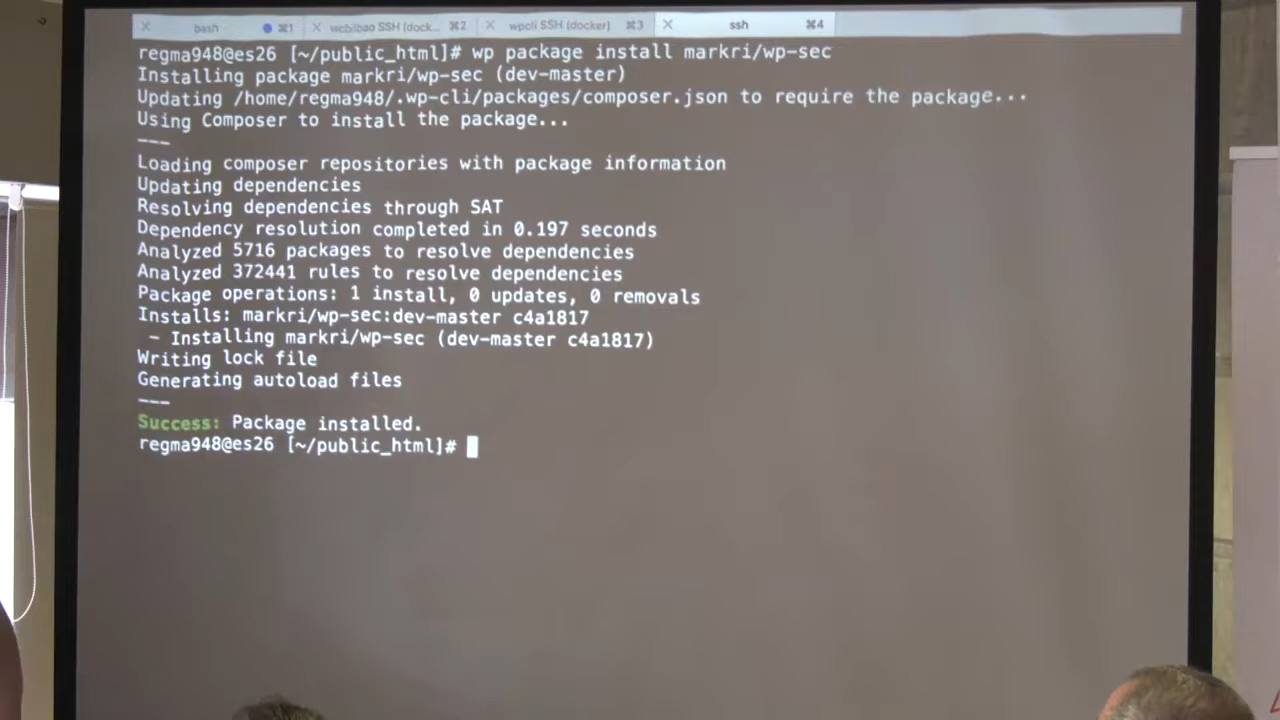 bash ⌘1 wcbilbao SSH (dock... ⌘2 wpcli SSH (docker) ⌘3 ssh ⌘4
regma948@es26 [~/public_html]# wp package install markri/wp-sec
Installing package markri/wp-sec (dev-master)
Updating /home/regma948/.wp-cli/packages/composer.json to require the package...
Using Composer to install the package...
---
Loading composer repositories with package information
Updating dependencies
Resolving dependencies through SAT
Dependency resolution completed in 0.197 seconds
Analyzed 5716 packages to resolve dependencies
Analyzed 372441 rules to resolve dependencies
Package operations: 1 install, 0 updates, 0 removals
Installs: markri/wp-sec:dev-master c4a1817
 - Installing markri/wp-sec (dev-master c4a1817)
Writing lock file
Generating autoload files
---
Success: Package installed.
regma948@es26 [~/public_html]#